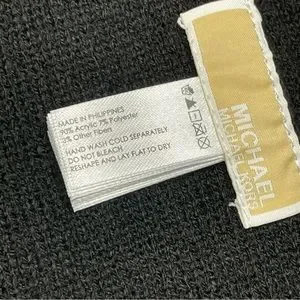 MADE IN PHILIPPINES
90% Acrylic 7% Polyester
3% Other Fibers
HAND WASH COLD SEPARATELY
DO NOT BLEACH
RESHAPE AND LAY FLAT TO DRY
MICHAEL
MICHAEL KORS